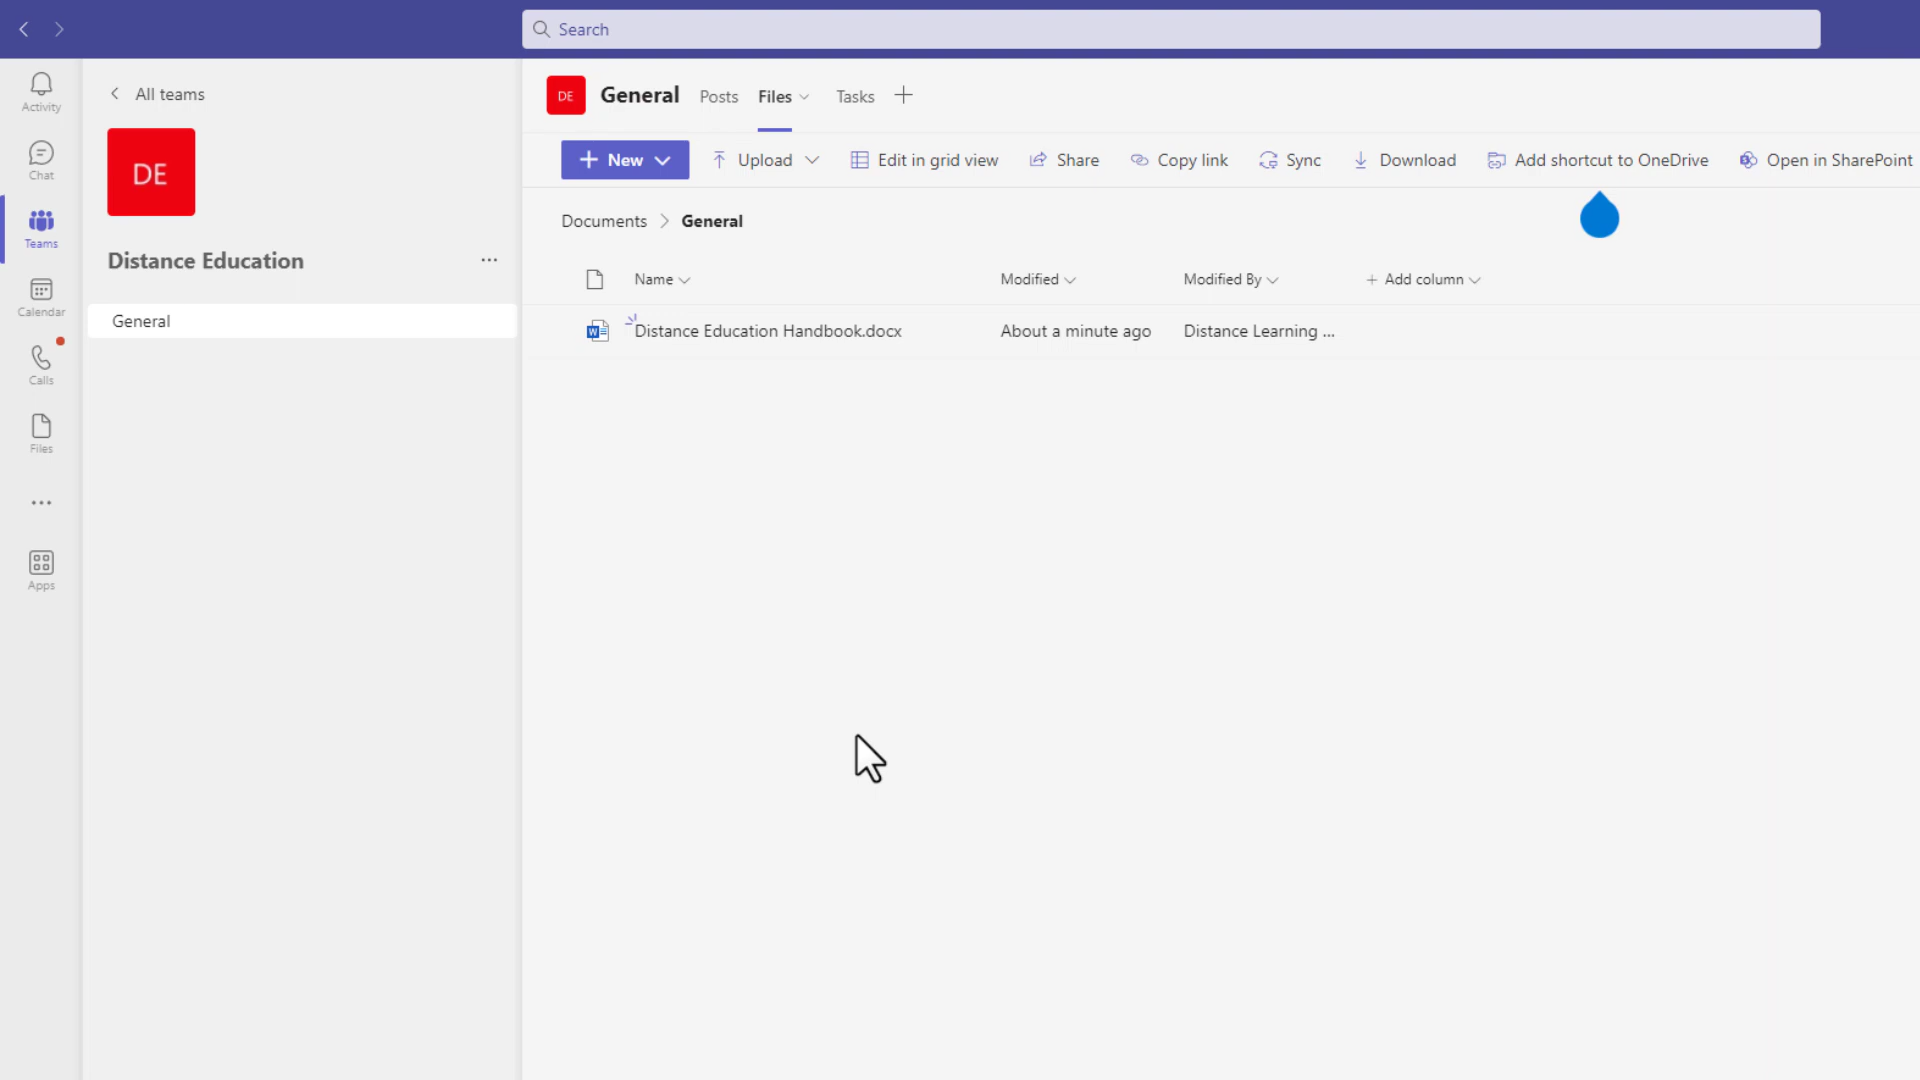 Search
Activity
Chat
Teams
Calendar
Calls
Files
Apps
All teams
DE
Distance Education
General
DE General Posts Files Tasks
New Upload Edit in grid view Share Copy link Sync Download Add shortcut to OneDrive Open in SharePoint
Documents > General
Name Modified Modified By + Add column
Distance Education Handbook.docx About a minute ago Distance Learning ...